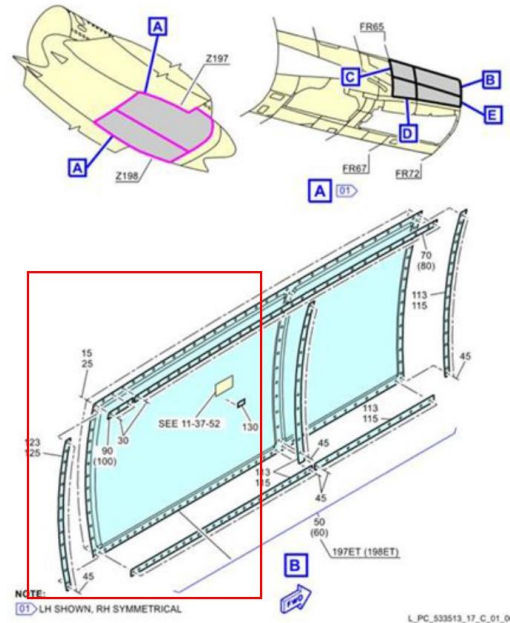 A
Z197
A
Z198
FR65
C
B
E
D
FR67
FR72
A 01
70
(80)
113
115
15
25
45
SEE 11-37-52
130
30
90
(100)
113
115
123
125
45
113
115
45
45
50
(60)
197ET (198ET)
B
FWD
NOTE:
01 LH SHOWN, RH SYMMETRICAL